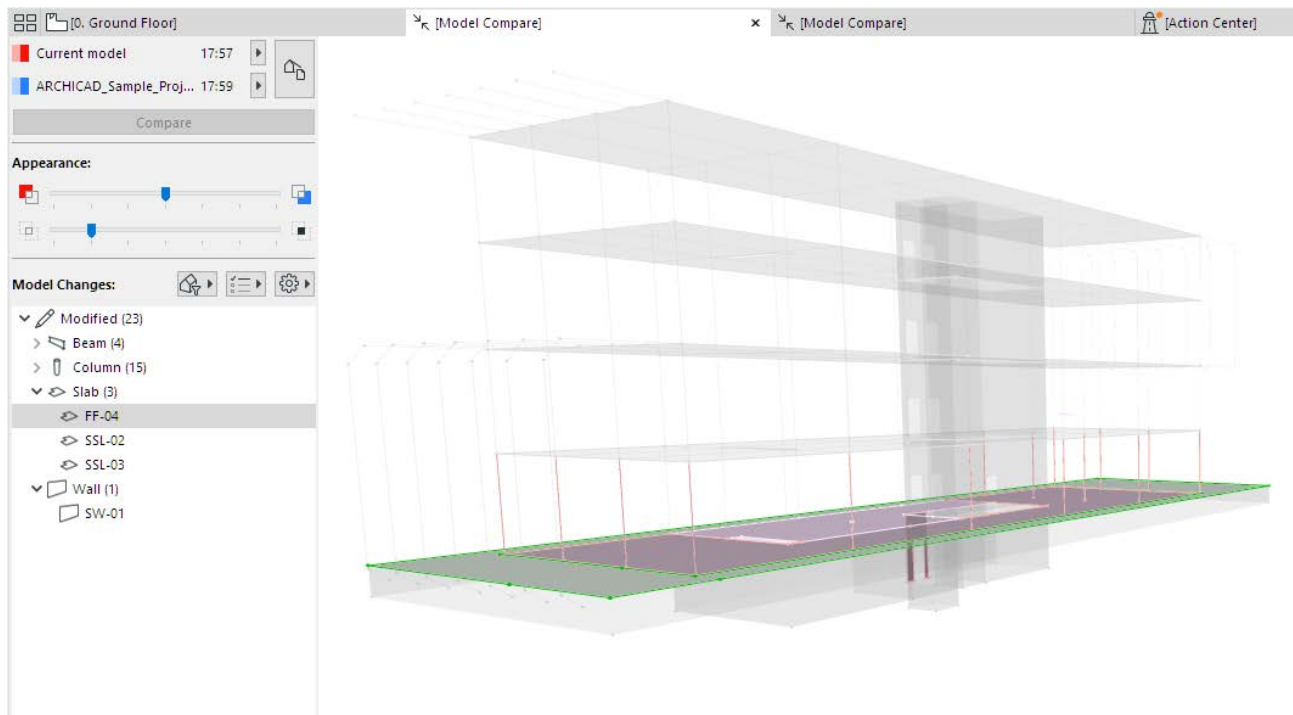 [0. Ground Floor]
[Model Compare]
[Model Compare]
[Action Center]
Current model 17:57
ARCHICAD_Sample_Proj... 17:59
Compare
Appearance:
Model Changes:
Modified (23)
Beam (4)
Column (15)
Slab (3)
FF-04
SSL-02
SSL-03
Wall (1)
SW-01